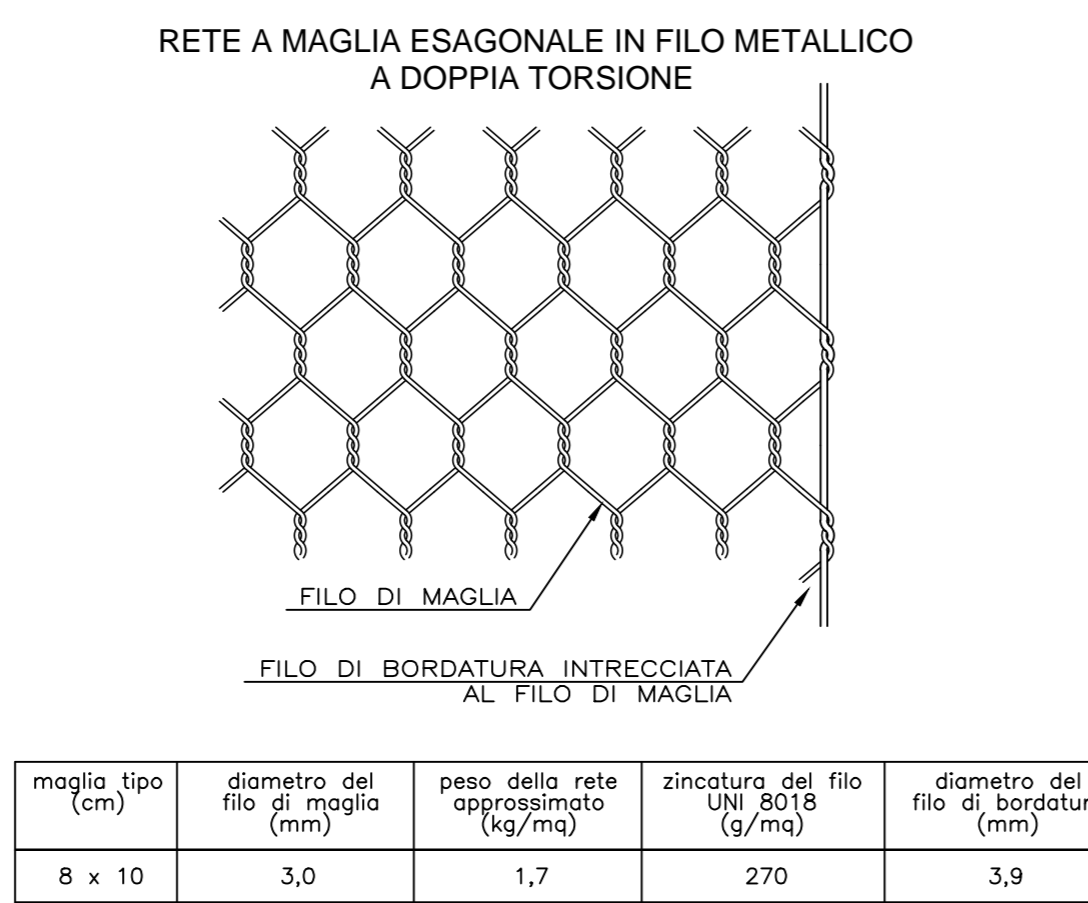 RETE A MAGLIA ESAGONALE IN FILO METALLICO
A DOPPIA TORSIONE
FILO DI MAGLIA
FILO DI BORDATURA INTRECCIATA
AL FILO DI MAGLIA
maglia tipo
(cm)
diametro del
filo di maglia
(mm)
peso della rete
approssimato
(kg/mq)
zincatura del filo
UNI 8018
(g/mq)
diametro del
filo di bordatur
(mm)
8 x 10
3,0
1,7
270
3,9